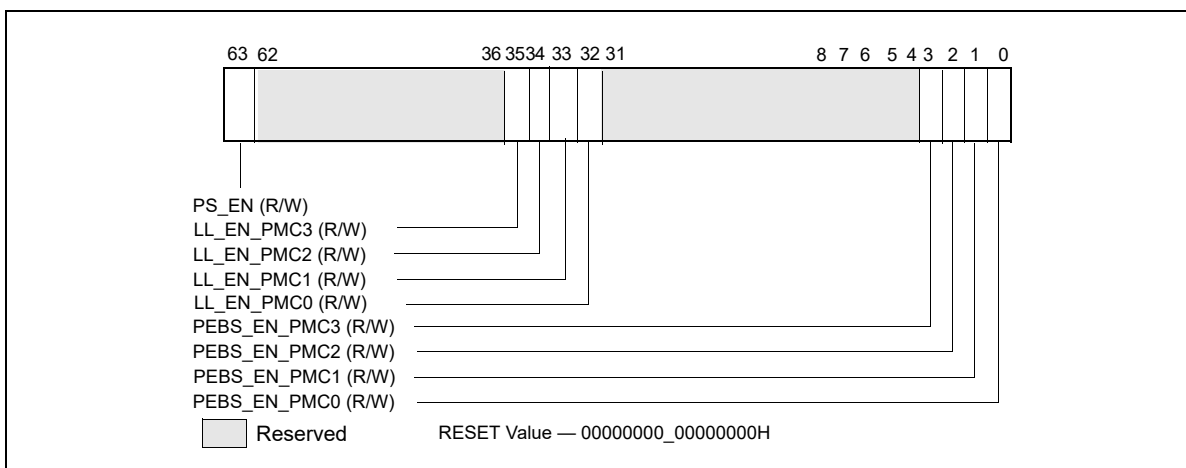 63 62 36 35 34 33 32 31 8 7 6 5 4 3 2 1 0
PS_EN (R/W)
LL_EN_PMC3 (R/W)
LL_EN_PMC2 (R/W)
LL_EN_PMC1 (R/W)
LL_EN_PMC0 (R/W)
PEBS_EN_PMC3 (R/W)
PEBS_EN_PMC2 (R/W)
PEBS_EN_PMC1 (R/W)
PEBS_EN_PMC0 (R/W)
Reserved RESET Value — 00000000_00000000H